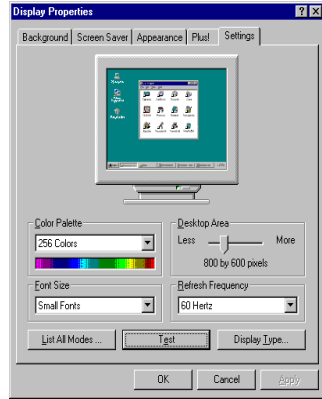 Display Properties
Background Screen Saver Appearance Plus! Settings
Color Palette
256 Colors
Desktop Area
Less More
800 by 600 pixels
Font Size
Small Fonts
Refresh Frequency
60 Hertz
List All Modes ... Test Display Type...
OK Cancel Apply